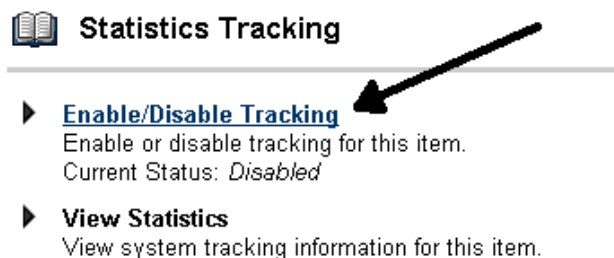 Statistics Tracking
Enable/Disable Tracking
Enable or disable tracking for this item.
Current Status: Disabled
View Statistics
View system tracking information for this item.